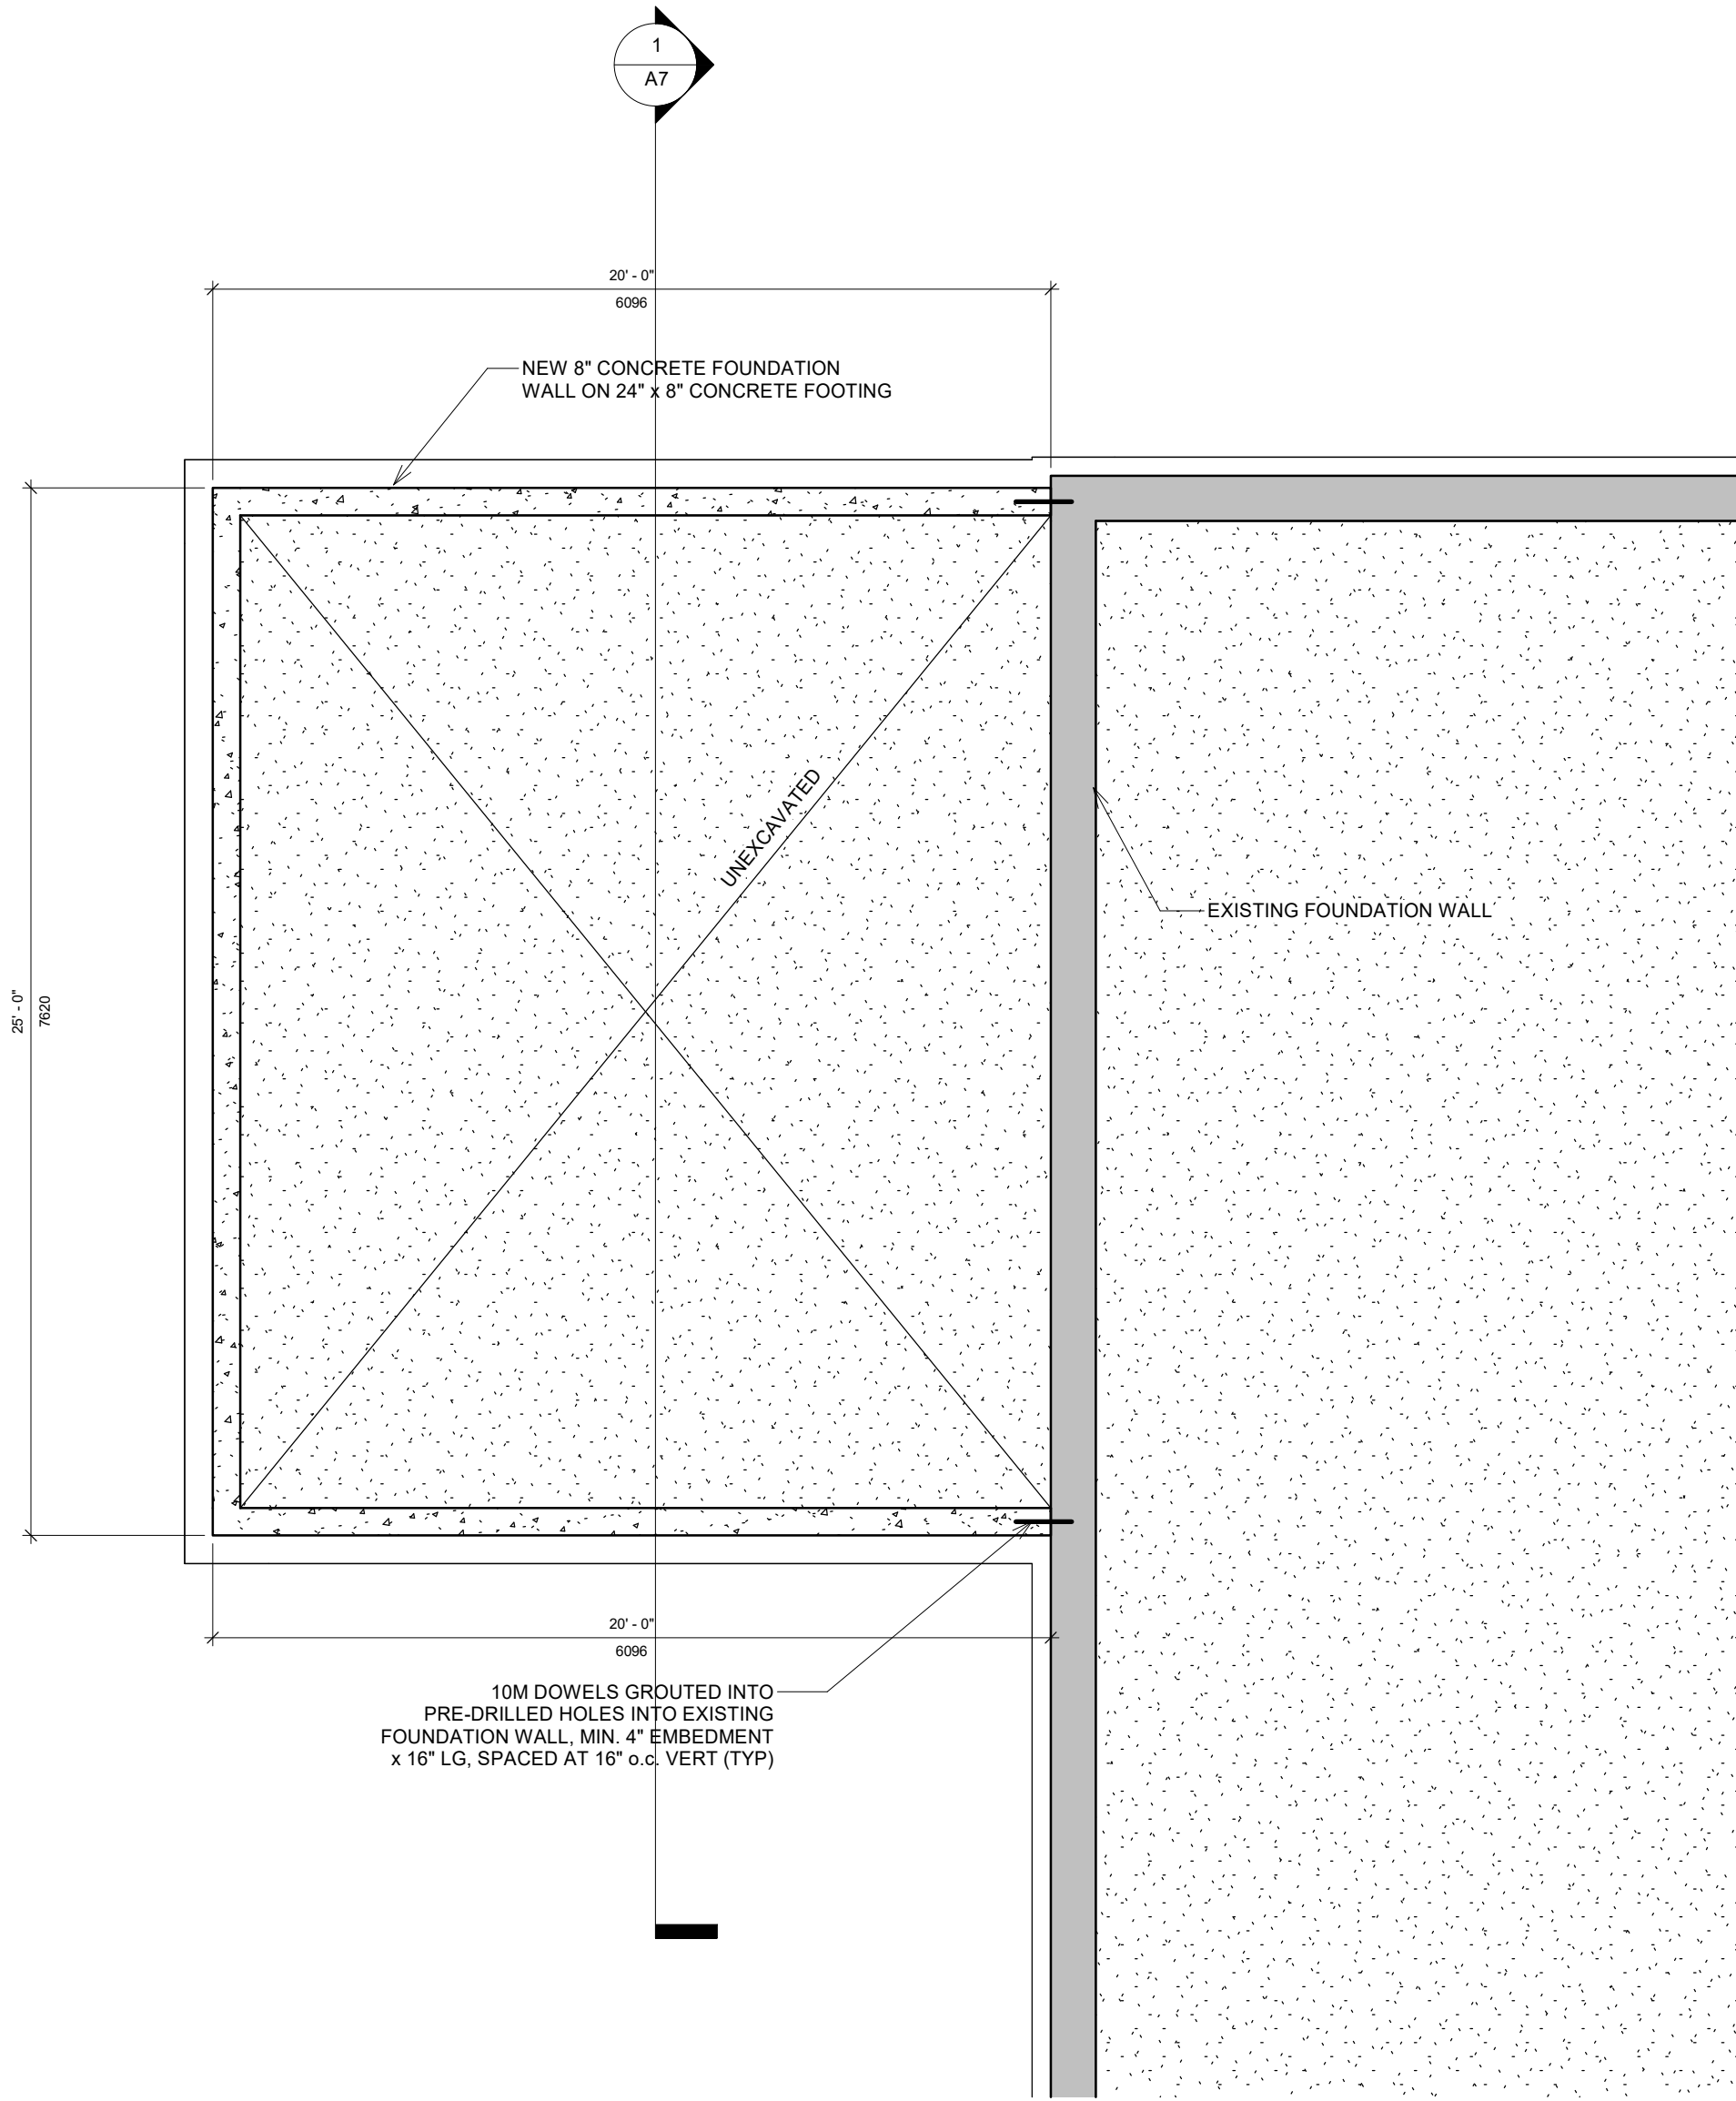 1
A7
20' - 0"
6096
NEW 8" CONCRETE FOUNDATION
WALL ON 24" x 8" CONCRETE FOOTING
UNEXCAVATED
EXISTING FOUNDATION WALL
25' - 0"
7620
20' - 0"
6096
10M DOWELS GROUTED INTO
PRE-DRILLED HOLES INTO EXISTING
FOUNDATION WALL, MIN. 4" EMBEDMENT
x 16" LG, SPACED AT 16" o.c. VERT (TYP)